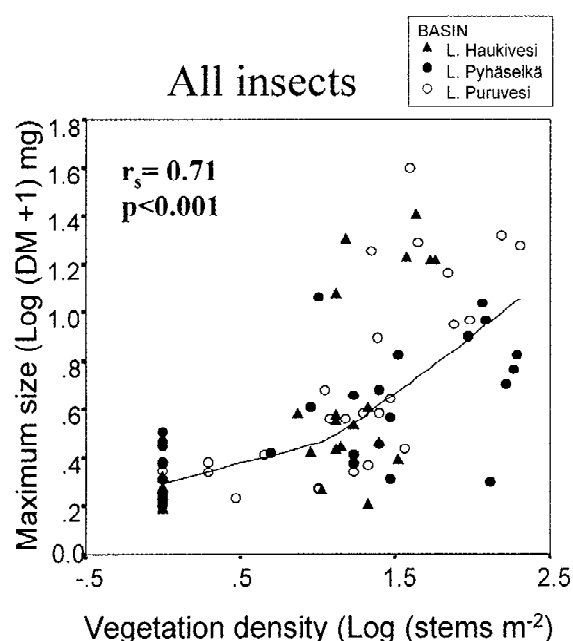 BASIN
L. Haukivesi
L. Pyhäselkä
L. Puruvesi
All insects
r_s= 0.71
p<0.001
Maximum size (Log (DM +1) mg)
1.8
1.6
1.4
1.2
1.0
.8
.6
.4
.2
0.0
-.5
.5
1.5
2.5
Vegetation density (Log (stems m⁻²)